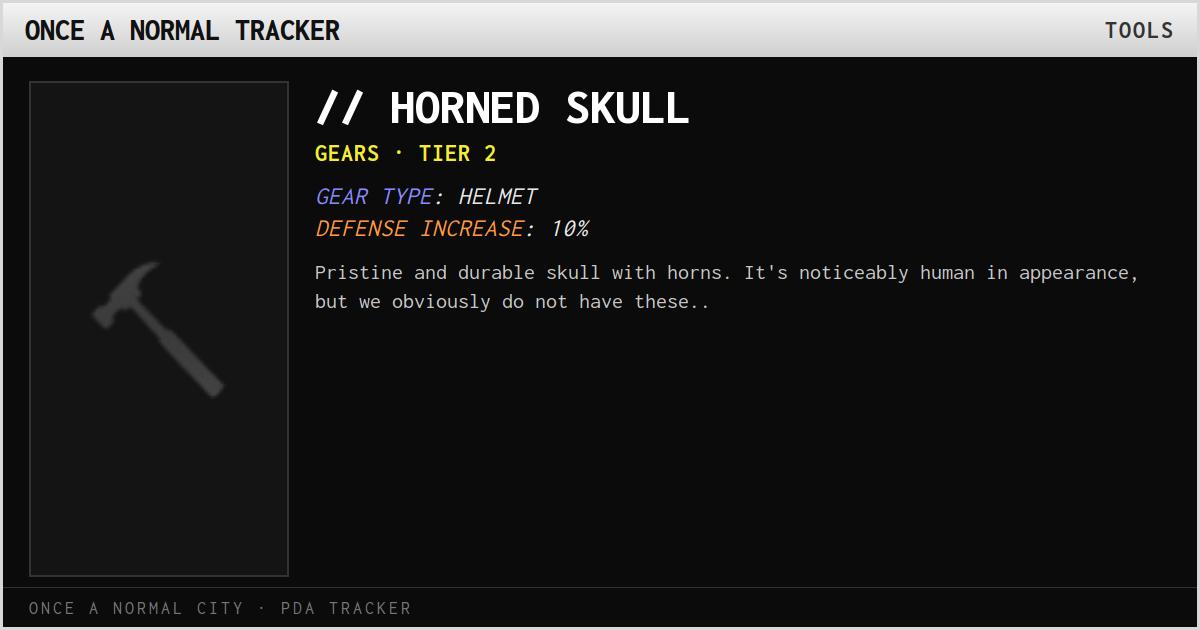 ONCE A NORMAL TRACKER
TOOLS
// HORNED SKULL
GEARS · TIER 2
GEAR TYPE: HELMET
DEFENSE INCREASE: 10%
Pristine and durable skull with horns. It's noticeably human in appearance,
but we obviously do not have these..
ONCE A NORMAL CITY · PDA TRACKER